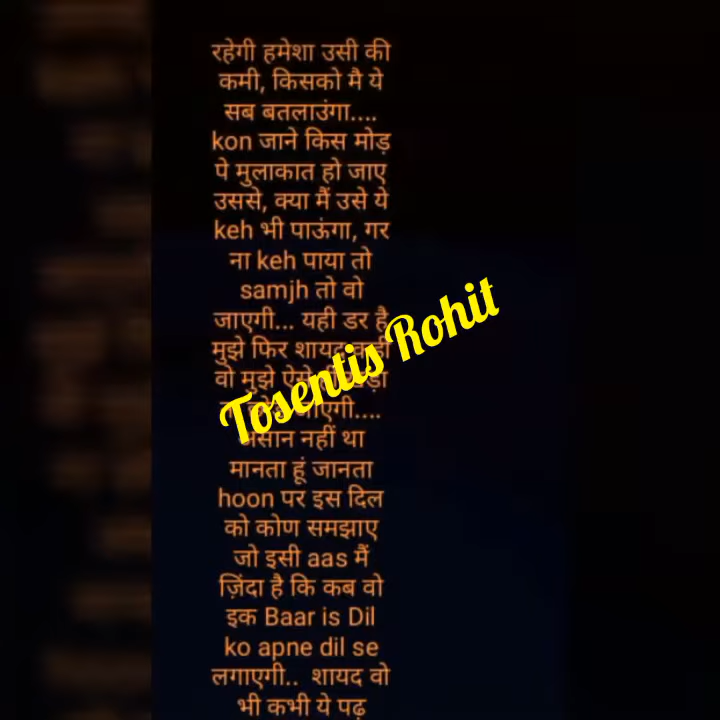 रहेगी हमेशा उसी की
कमी, किसको मै ये
सब बतलाउंगा....
kon जाने किस मोड़
पे मुलाकात हो जाए
उससे, क्या मैं उसे ये
keh भी पाऊंगा, गर
ना keh पाया तो
samjh तो वो
जाएगी... यही डर है
मुझे फिर
वो मुझे
नहीं था
मानता हूं जानता
hoon पर इस दिल
को कोण समझाए
जो इसी aas मैं
ज़िंदा है कि कब वो
इक Baar is Dil
ko apne dil se
लगाएगी.. शायद वो
भी कभी ये पढ़
Tosentis Rohit